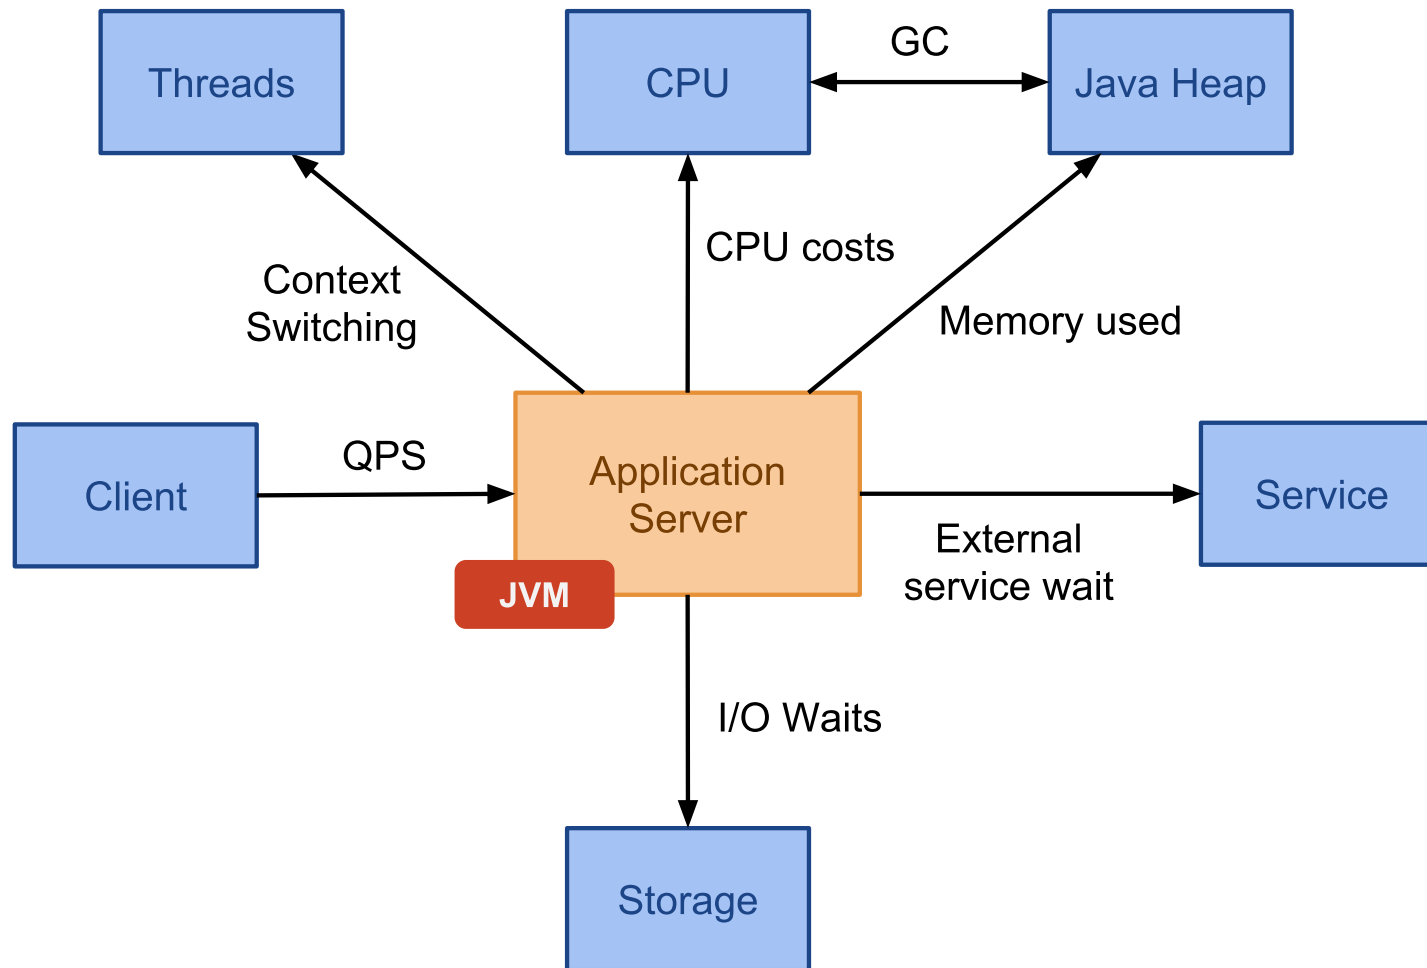 Threads
CPU
GC
Java Heap
Context
Switching
CPU costs
Memory used
Client
QPS
Application
Server
JVM
External
service wait
Service
I/O Waits
Storage